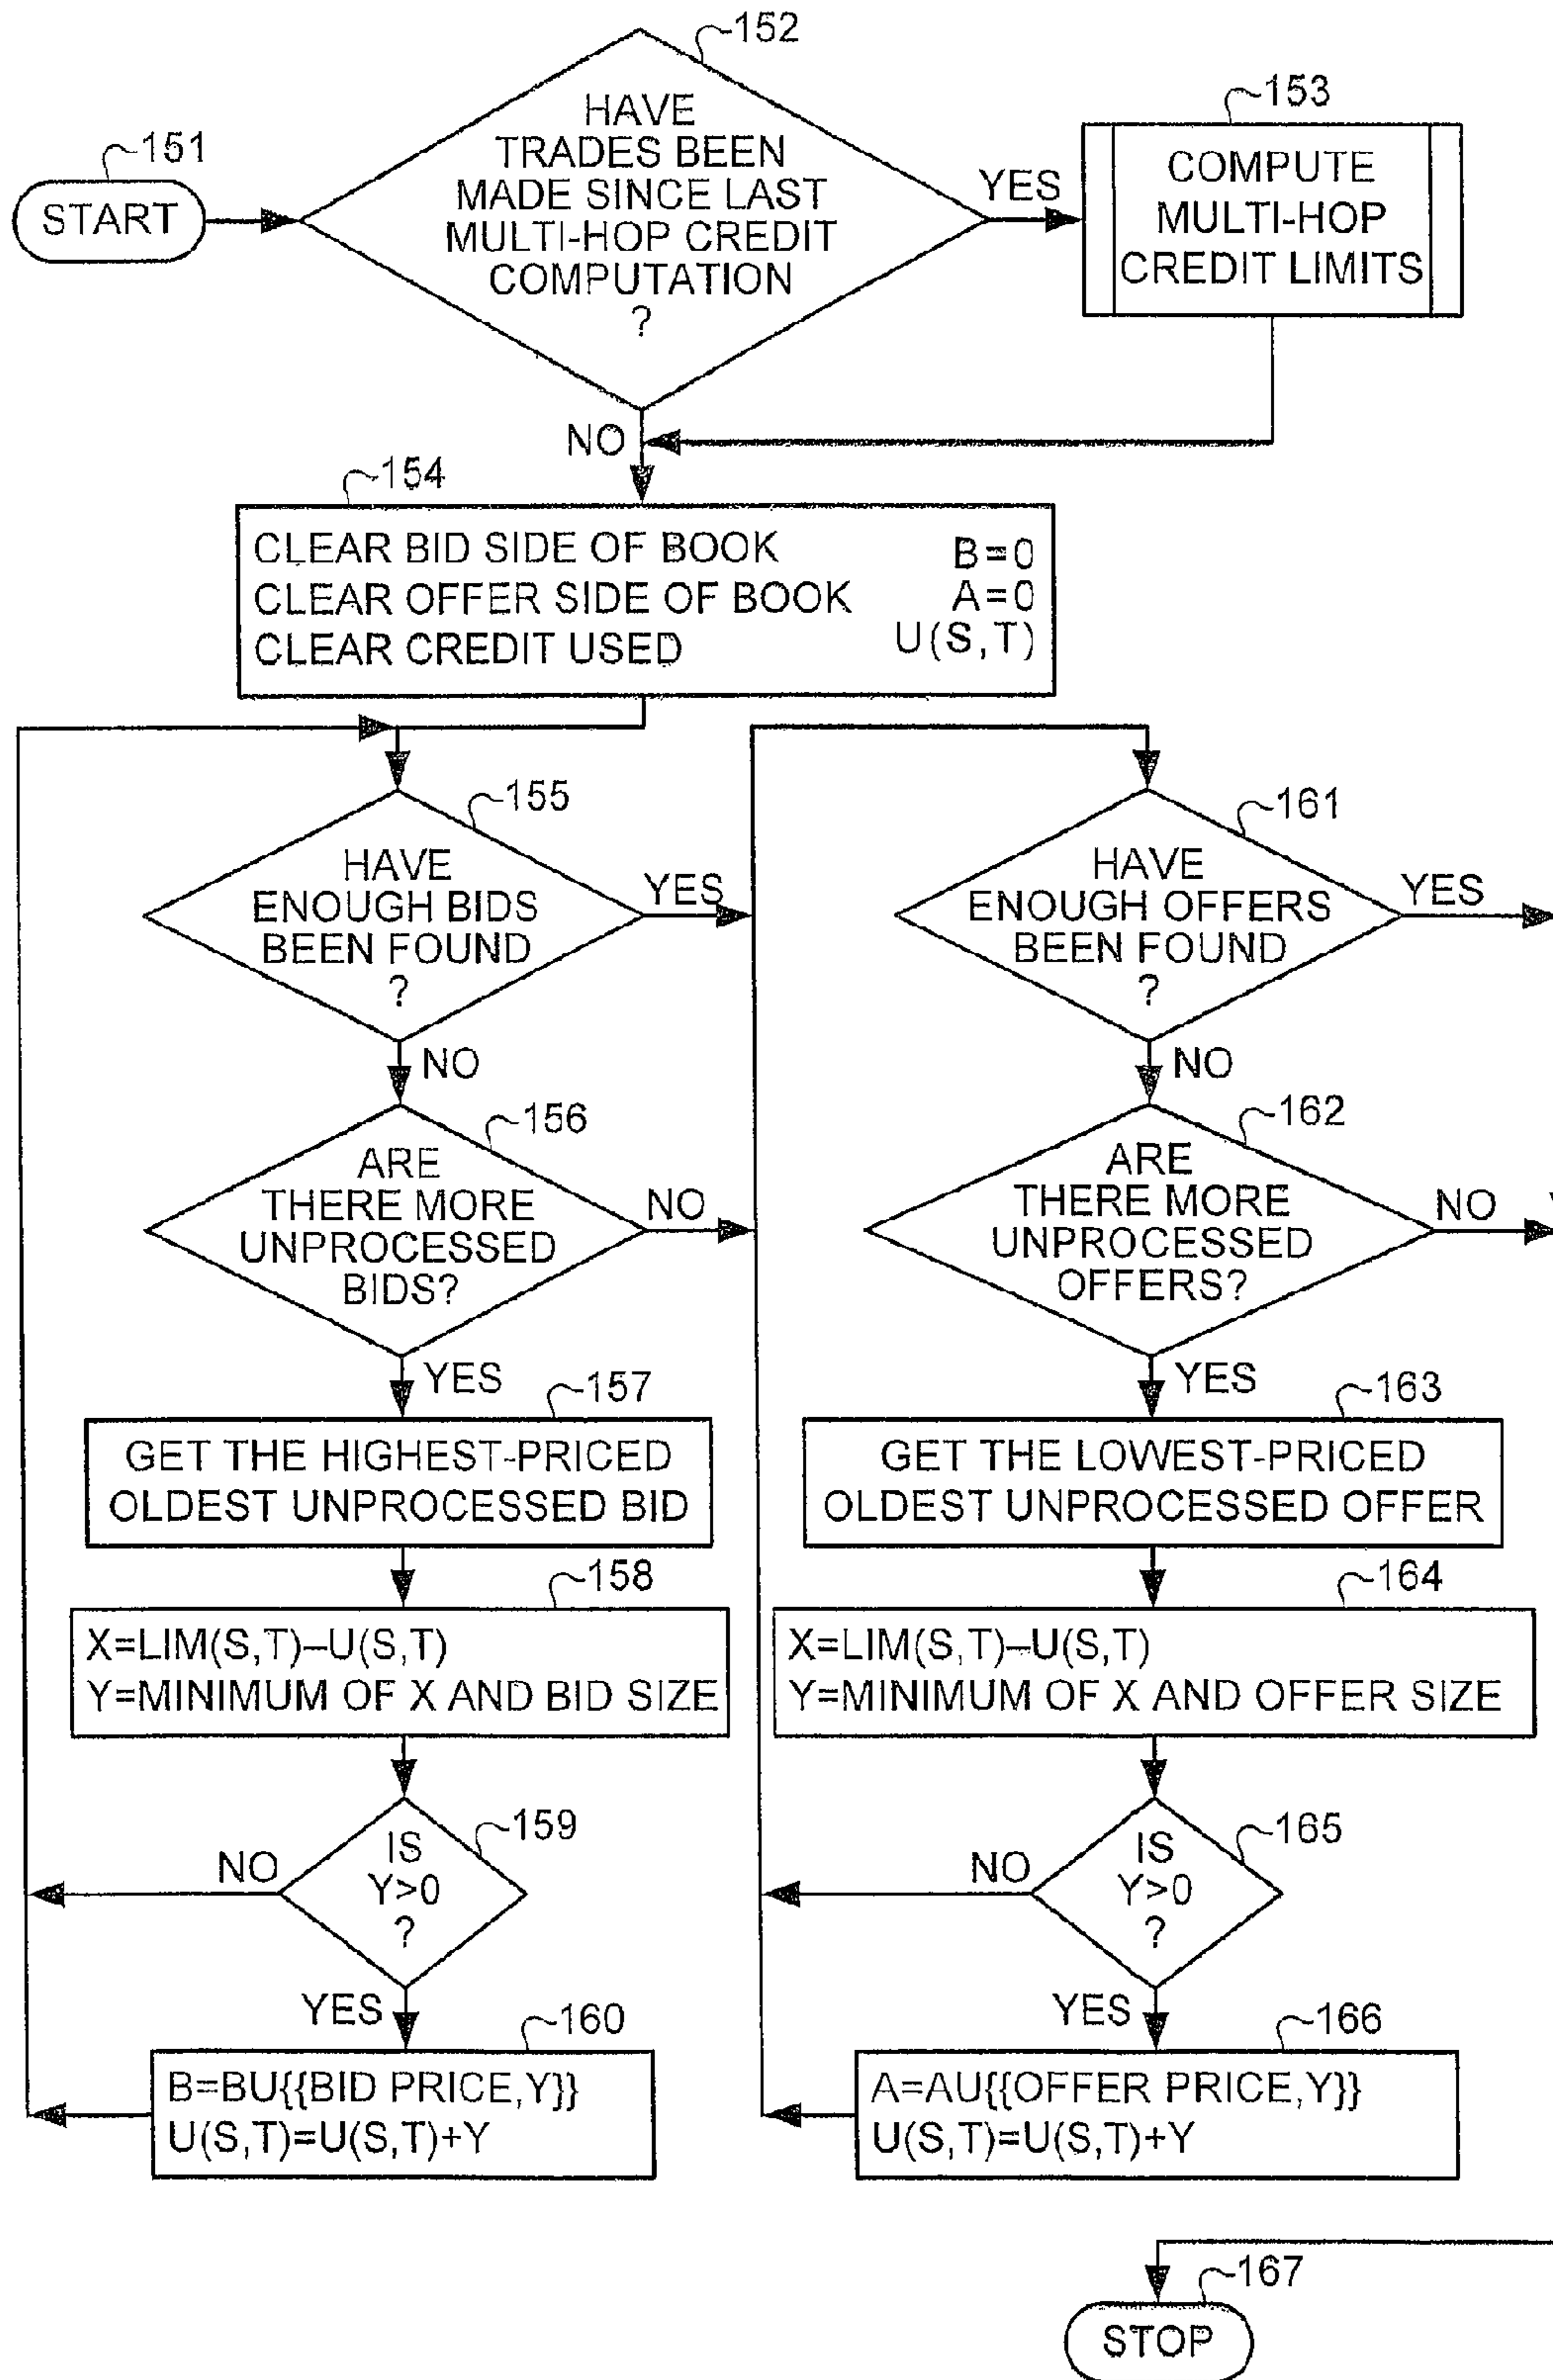 152
HAVE
TRADES BEEN
MADE SINCE LAST
MULTI-HOP CREDIT
COMPUTATION
?
151
START
YES
153
COMPUTE
MULTI-HOP
CREDIT LIMITS
NO
154
CLEAR BID SIDE OF BOOK B=0
CLEAR OFFER SIDE OF BOOK A=0
CLEAR CREDIT USED U(S,T)
155
HAVE
ENOUGH BIDS
BEEN FOUND
?
YES
NO
156
ARE
THERE MORE
UNPROCESSED
BIDS?
NO
YES
157
GET THE HIGHEST-PRICED
OLDEST UNPROCESSED BID
158
X=LIM(S,T)–U(S,T)
Y=MINIMUM OF X AND BID SIZE
159
IS
Y>0
?
NO
YES
160
B=BU{{BID PRICE,Y}}
U(S,T)=U(S,T)+Y
161
HAVE
ENOUGH OFFERS
BEEN FOUND
?
YES
NO
162
ARE
THERE MORE
UNPROCESSED
OFFERS?
NO
YES
163
GET THE LOWEST-PRICED
OLDEST UNPROCESSED OFFER
164
X=LIM(S,T)–U(S,T)
Y=MINIMUM OF X AND OFFER SIZE
165
IS
Y>0
?
NO
YES
166
A=AU{{OFFER PRICE,Y}}
U(S,T)=U(S,T)+Y
167
STOP